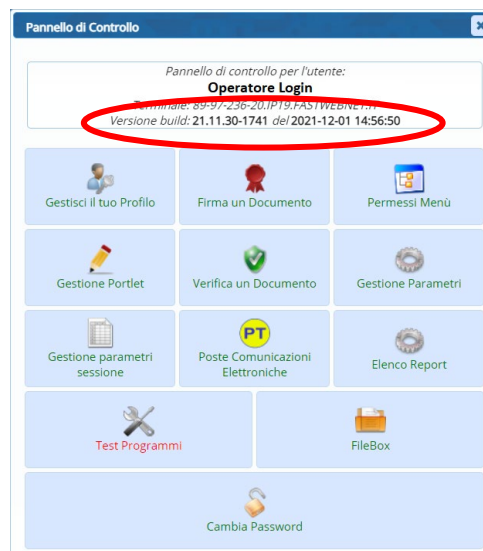 Pannello di Controllo
Pannello di controllo per l'utente:
Operatore Login
Terminale: 89-97-236-20.IP19.FASTWEBNET.IT
Versione build: 21.11.30-1741 del 2021-12-01 14:56:50
Gestisci il tuo Profilo
Firma un Documento
Permessi Menù
Gestione Portlet
Verifica un Documento
Gestione Parametri
Gestione parametri
sessione
PT
Poste Comunicazioni
Elettroniche
Elenco Report
Test Programmi
FileBox
Cambia Password